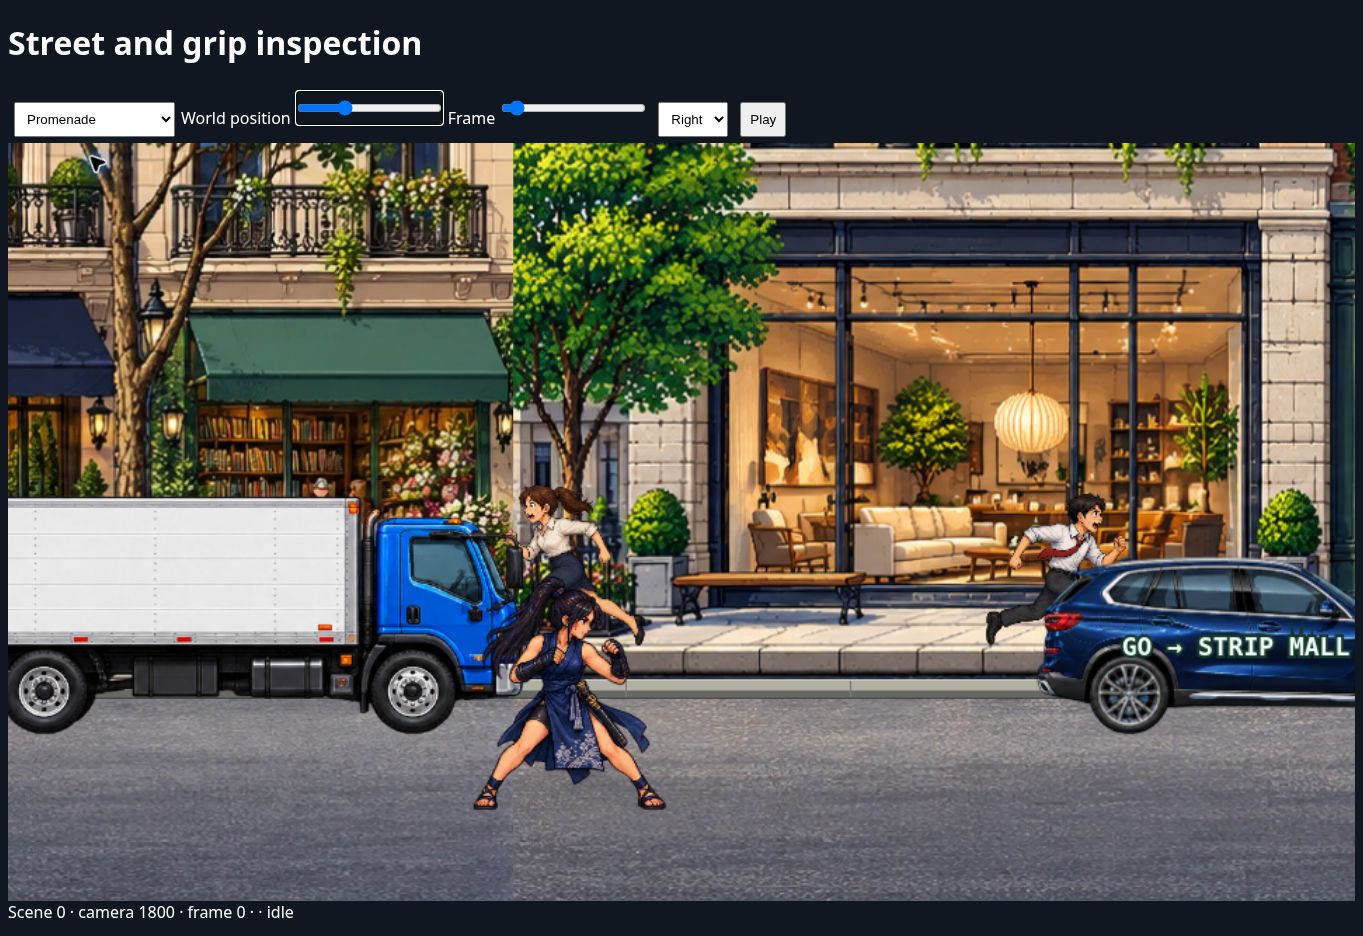 Street and grip inspection
Promenade World position Frame Right Play
GO → STRIP MALL
Scene 0 · camera 1800 · frame 0 · · idle